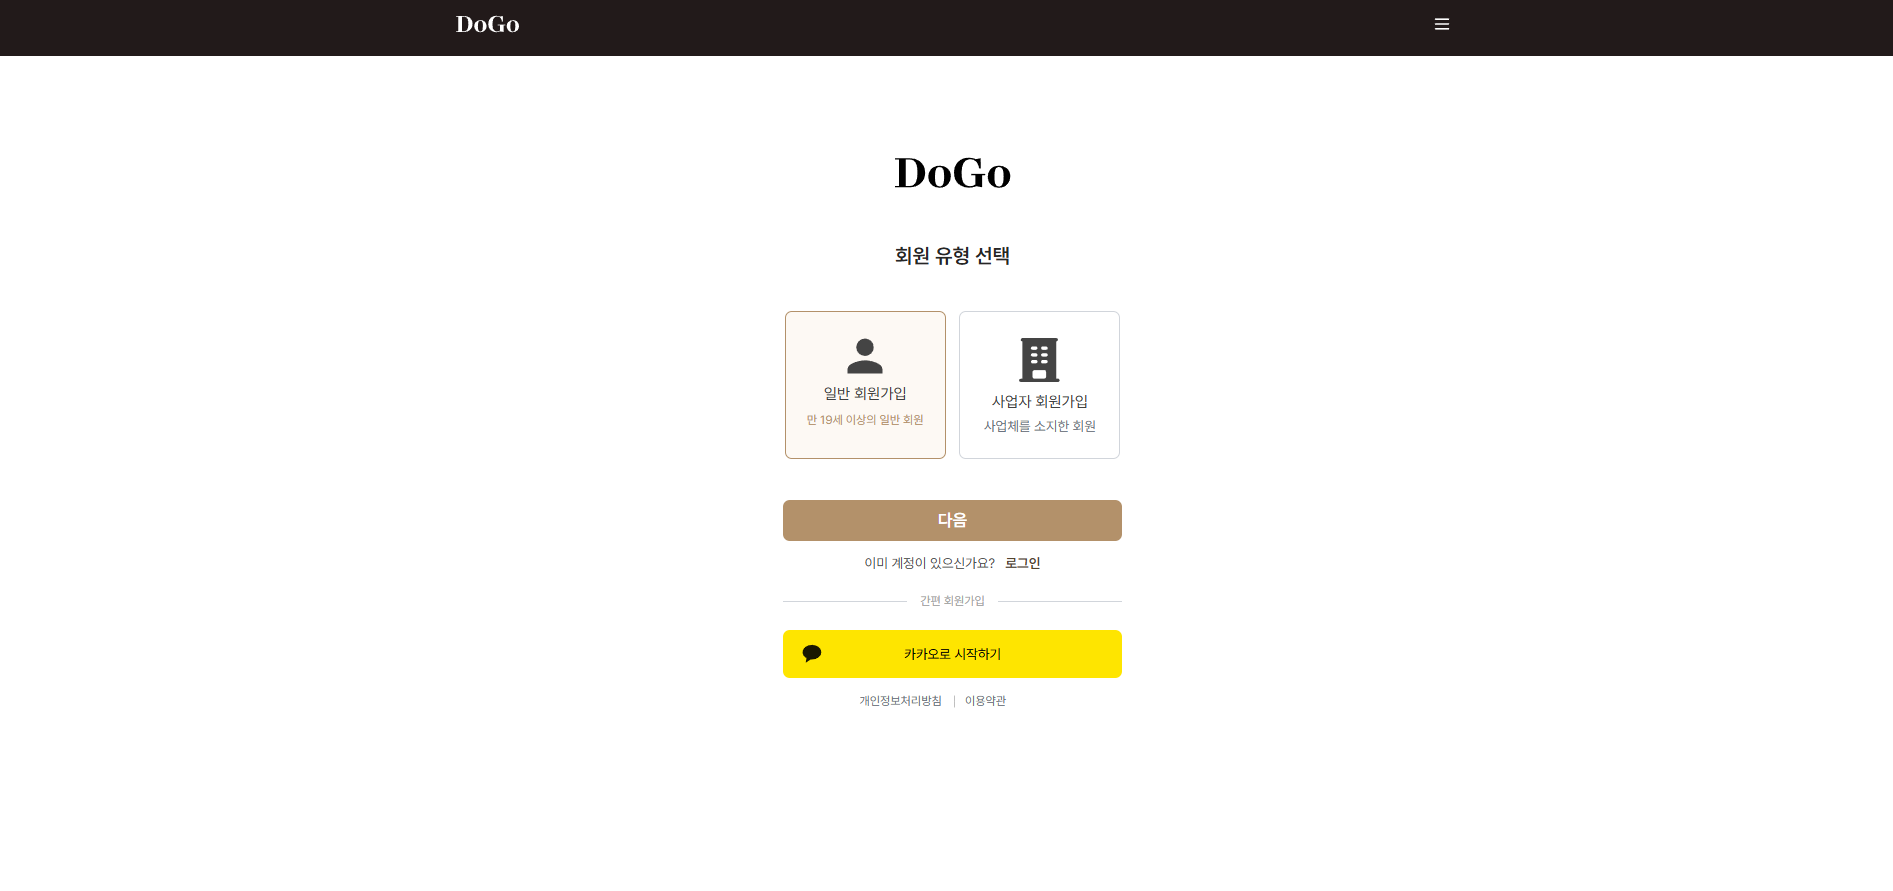 DoGo
DoGo
회원 유형 선택
일반 회원가입
만 19세 이상의 일반 회원
사업자 회원가입
사업체를 소지한 회원
다음
이미 계정이 있으신가요? 로그인
간편 회원가입
카카오로 시작하기
개인정보처리방침 | 이용약관